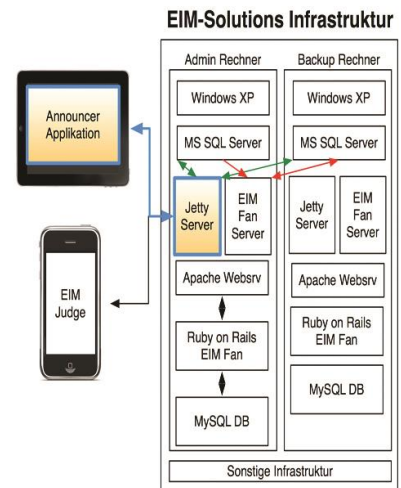 EIM-Solutions Infrastruktur
Admin Rechner
Windows XP
MS SQL Server
Jetty
Server
EIM
Fan
Server
Apache Websrv
Ruby on Rails
EIM Fan
MySQL DB
Backup Rechner
Windows XP
MS SQL Server
Jetty
Server
EIM
Fan
Server
Apache Websrv
Ruby on Rails
EIM Fan
MySQL DB
Sonstige Infrastruktur
Announcer
Applikation
EIM
Judge